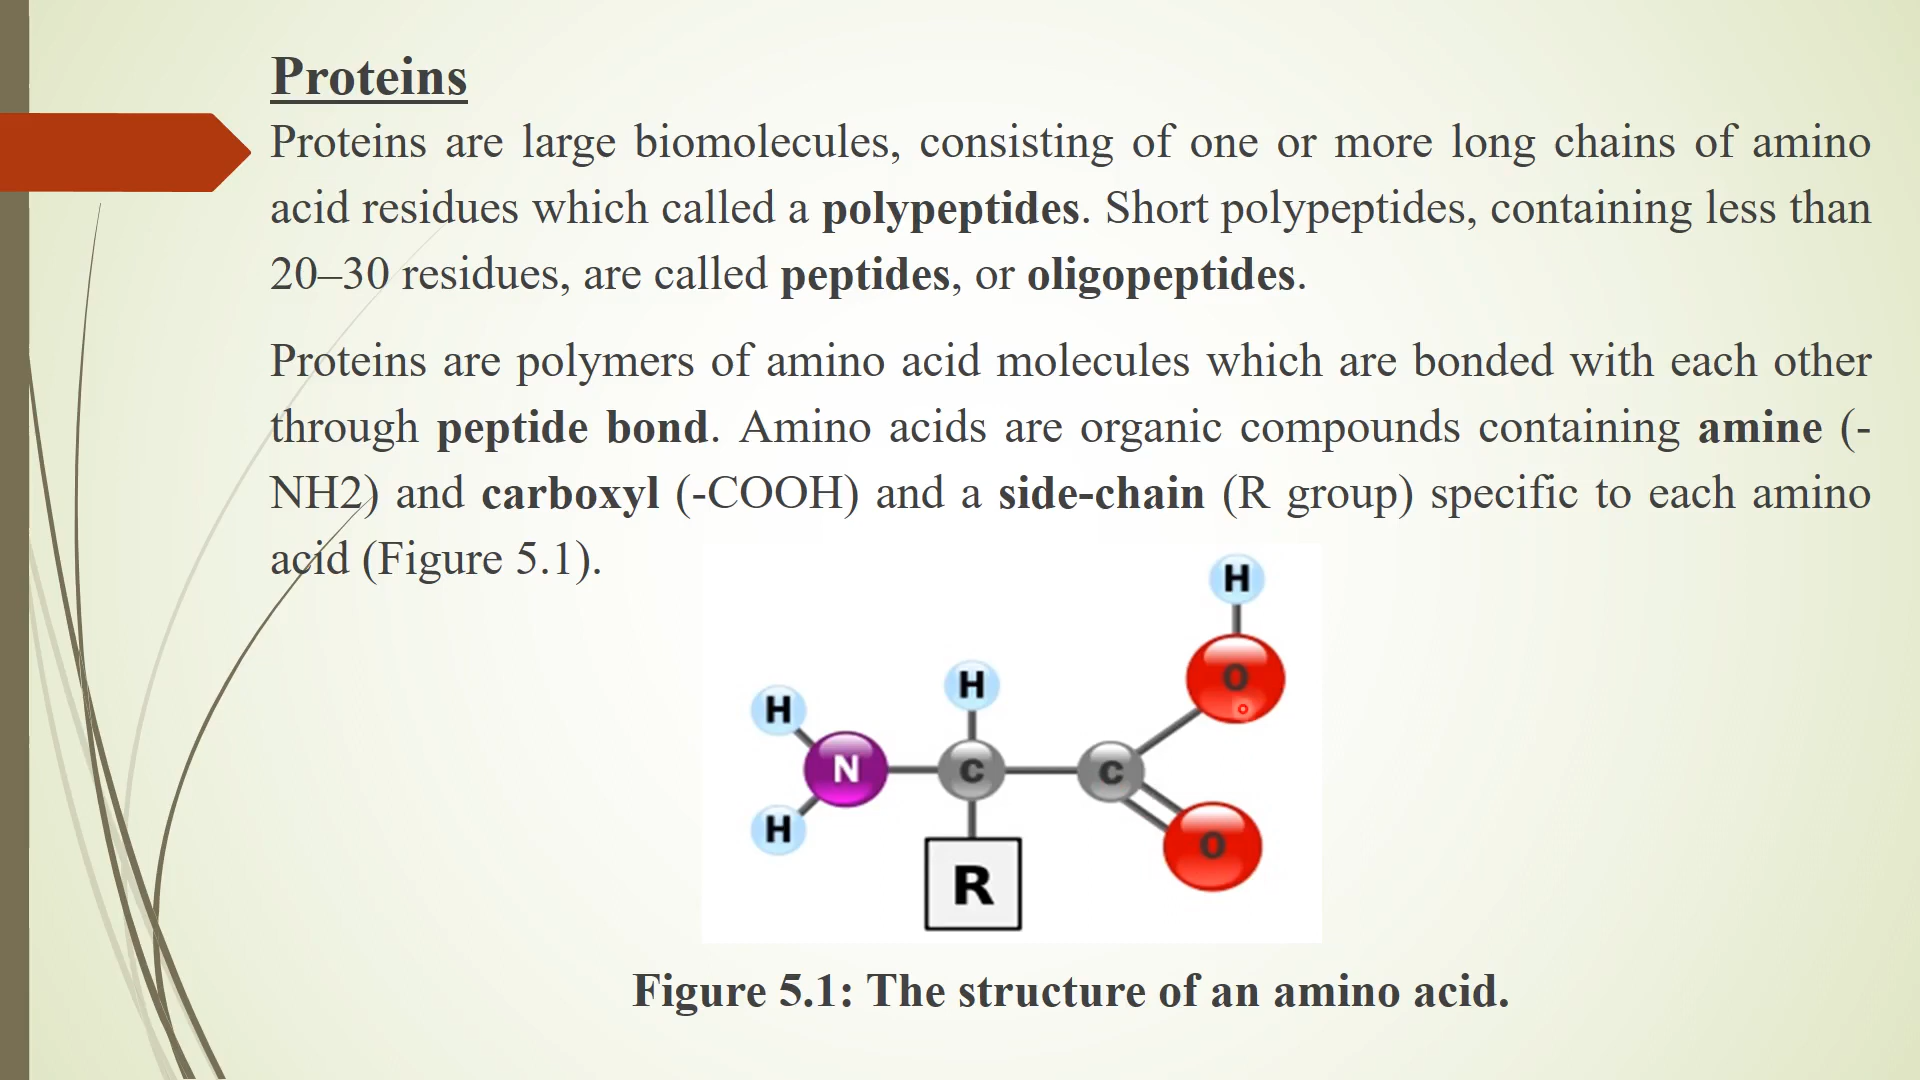 Proteins
Proteins are large biomolecules, consisting of one or more long chains of amino
acid residues which called a polypeptides. Short polypeptides, containing less than
20–30 residues, are called peptides, or oligopeptides.
Proteins are polymers of amino acid molecules which are bonded with each other
through peptide bond. Amino acids are organic compounds containing amine (-
NH2) and carboxyl (-COOH) and a side-chain (R group) specific to each amino
acid (Figure 5.1).
H
O
H
H
N
C
C
H
O
R
Figure 5.1: The structure of an amino acid.